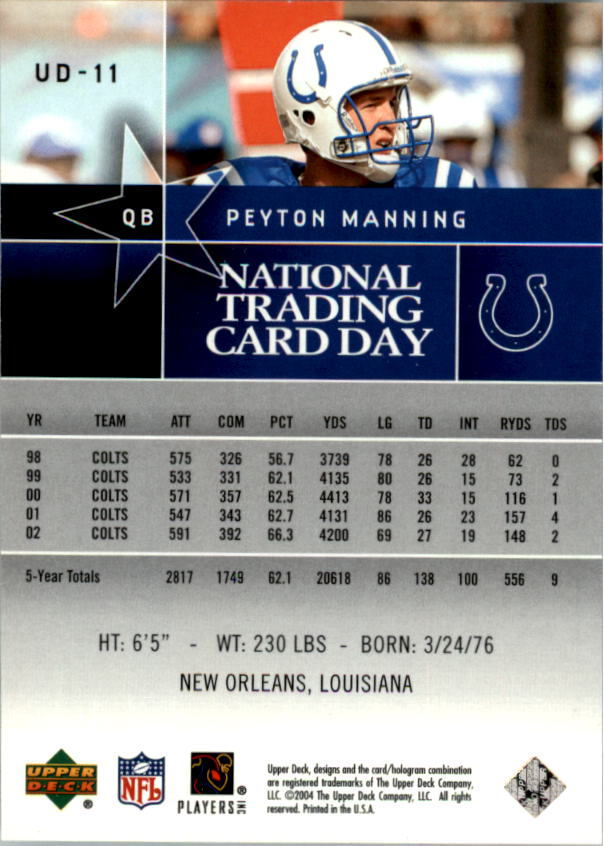 UD-11
QB PEYTON MANNING
NATIONAL
TRADING
CARD DAY
YR TEAM ATT COM PCT YDS LG TD INT RYDS TDS
98 COLTS 575 326 56.7 3739 78 26 28 62 0
99 COLTS 533 331 62.1 4135 80 26 15 73 2
00 COLTS 571 357 62.5 4413 78 33 15 116 1
01 COLTS 547 343 62.7 4131 86 26 23 157 4
02 COLTS 591 392 66.3 4200 69 27 19 148 2
5-Year Totals 2817 1749 62.1 20618 86 138 100 556 9
HT: 6'5" - WT: 230 LBS - BORN: 3/24/76
NEW ORLEANS, LOUISIANA
UPPER
DECK ®
NFL
PLAYERS INC ®
Upper Deck, designs and the card/hologram combination
are registered trademarks of The Upper Deck Company,
LLC. ©2004 The Upper Deck Company, LLC. All rights
reserved. Printed in the U.S.A.